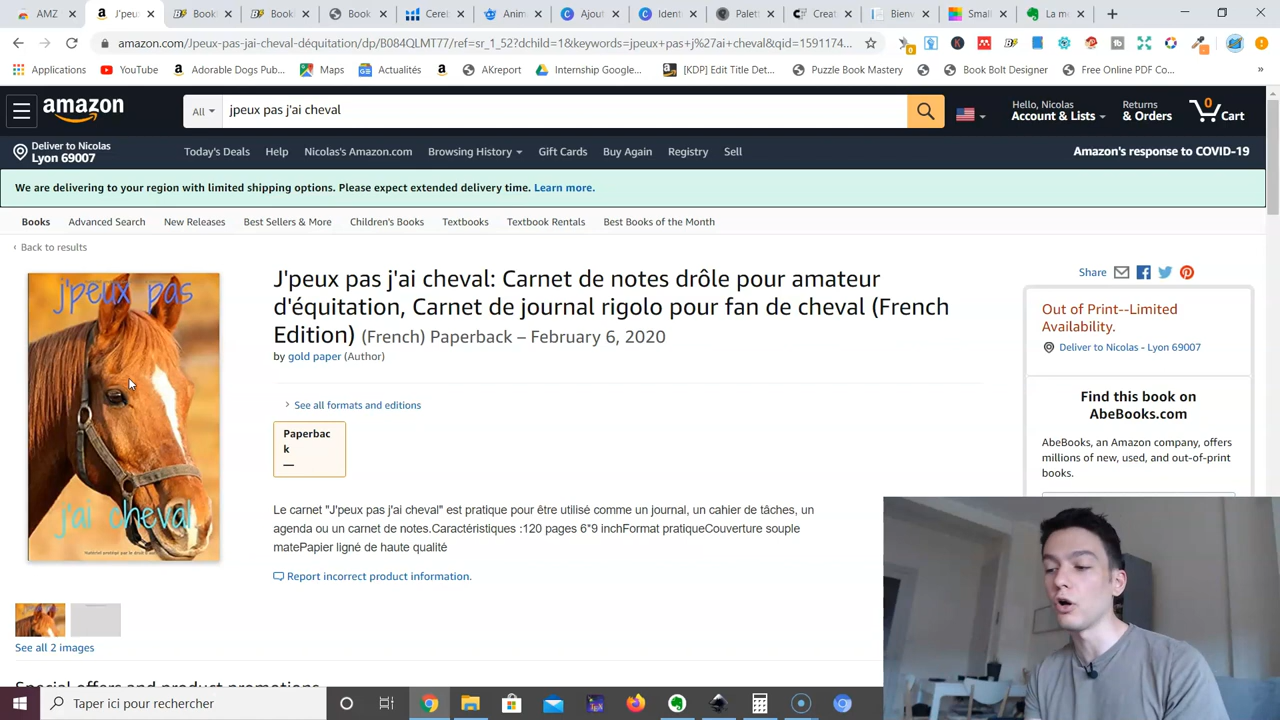 AMZ
J'peu
Book
Book
Book
Cereb
Anim
Ajout
Identi
Palett
Creat
Bienv
Small
La mé
amazon.com/Jpeux-pas-jai-cheval-déquitation/dp/B084QLMT77/ref=sr_1_52?dchild=1&keywords=jpeux+pas+j%27ai+cheval&qid=1591174...
Applications
YouTube
Adorable Dogs Pub...
Maps
Actualités
AKreport
Internship Google...
[KDP] Edit Title Det...
Puzzle Book Mastery
Book Bolt Designer
Free Online PDF Co...
amazon
All
jpeux pas j'ai cheval
Hello, Nicolas
Account & Lists
Returns
& Orders
0
Cart
Deliver to Nicolas
Lyon 69007
Today's Deals
Help
Nicolas's Amazon.com
Browsing History
Gift Cards
Buy Again
Registry
Sell
Amazon's response to COVID-19
We are delivering to your region with limited shipping options. Please expect extended delivery time. Learn more.
Books
Advanced Search
New Releases
Best Sellers & More
Children's Books
Textbooks
Textbook Rentals
Best Books of the Month
‹ Back to results
j'peux pas
j'ai cheval
J'peux pas j'ai cheval: Carnet de notes drôle pour amateur
d'équitation, Carnet de journal rigolo pour fan de cheval (French
Edition) (French) Paperback – February 6, 2020
by gold paper (Author)
Share
Out of Print--Limited
Availability.
Deliver to Nicolas - Lyon 69007
Find this book on
AbeBooks.com
AbeBooks, an Amazon company, offers
millions of new, used, and out-of-print
books.
› See all formats and editions
Paperbac
k
—
Le carnet "J'peux pas j'ai cheval" est pratique pour être utilisé comme un journal, un cahier de tâches, un
agenda ou un carnet de notes.Caractéristiques :120 pages 6*9 inchFormat pratiqueCouverture souple
matePapier ligné de haute qualité
Report incorrect product information.
See all 2 images
Special offers and product promotions
Taper ici pour rechercher